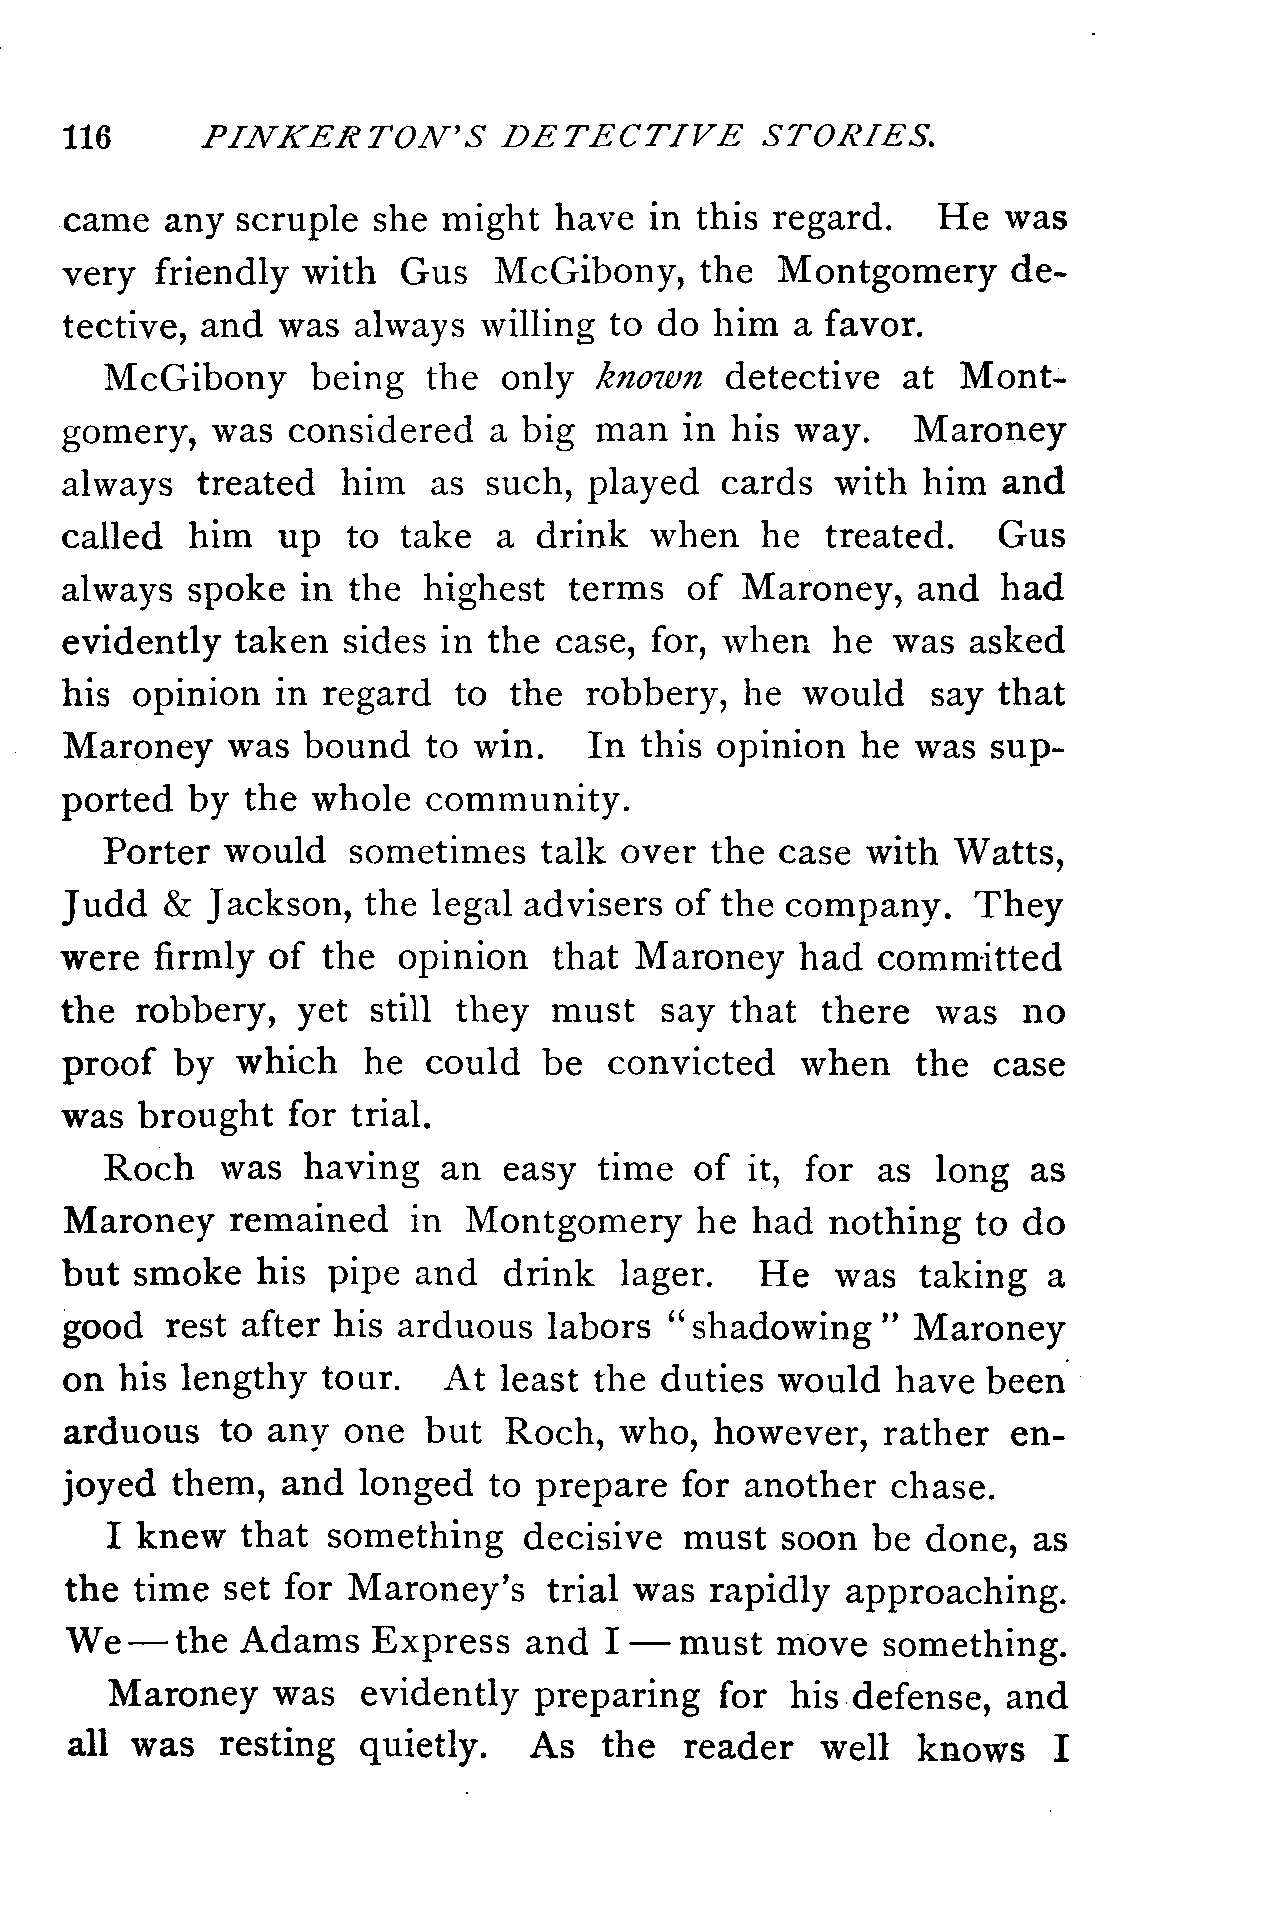 116 PINKERTON'S DETECTIVE STORIES.
came any scruple she might have in this regard. He was
very friendly with Gus McGibony, the Montgomery de-
tective, and was always willing to do him a favor.
McGibony being the only known detective at Mont-
gomery, was considered a big man in his way. Maroney
always treated him as such, played cards with him and
called him up to take a drink when he treated. Gus
always spoke in the highest terms of Maroney, and had
evidently taken sides in the case, for, when he was asked
his opinion in regard to the robbery, he would say that
Maroney was bound to win. In this opinion he was sup-
ported by the whole community.
Porter would sometimes talk over the case with Watts,
Judd & Jackson, the legal advisers of the company. They
were firmly of the opinion that Maroney had committed
the robbery, yet still they must say that there was no
proof by which he could be convicted when the case
was brought for trial.
Roch was having an easy time of it, for as long as
Maroney remained in Montgomery he had nothing to do
but smoke his pipe and drink lager. He was taking a
good rest after his arduous labors "shadowing" Maroney
on his lengthy tour. At least the duties would have been
arduous to any one but Roch, who, however, rather en-
joyed them, and longed to prepare for another chase.
I knew that something decisive must soon be done, as
the time set for Maroney's trial was rapidly approaching.
We—the Adams Express and I—must move something.
Maroney was evidently preparing for his defense, and
all was resting quietly. As the reader well knows I